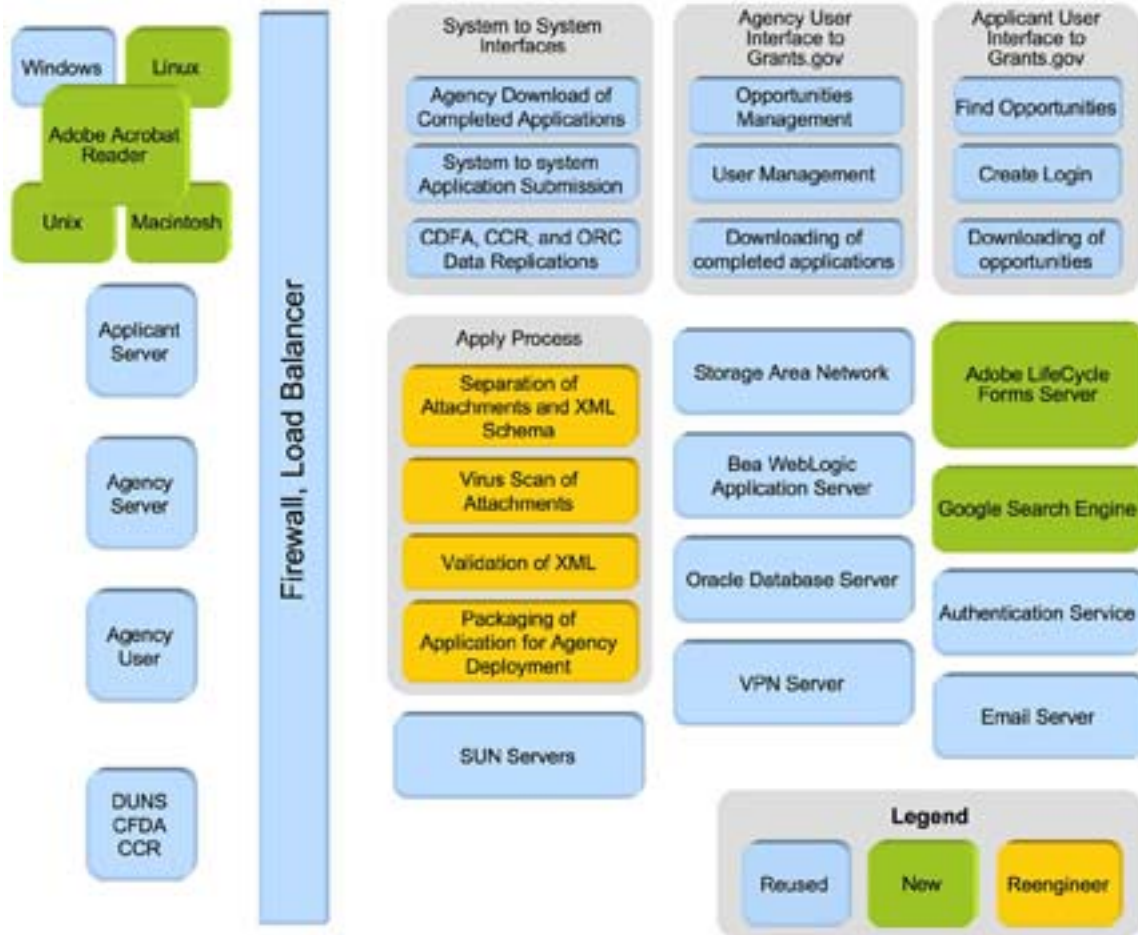 Windows
Linux
Adobe Acrobat
Reader
Unix
Macintosh
Applicant
Server
Agency
Server
Agency
User
DUNS
CFDA
CCR
Firewall, Load Balancer
System to System
Interfaces
Agency Download of
Completed Applications
System to system
Application Submission
CDFA, CCR, and ORC
Data Replications
Apply Process
Separation of
Attachments and XML
Schema
Virus Scan of
Attachments
Validation of XML
Packaging of
Application for Agency
Deployment
SUN Servers
Agency User
Interface to
Grants.gov
Opportunities
Management
User Management
Downloading of
completed applications
Storage Area Network
Bea WebLogic
Application Server
Oracle Database Server
VPN Server
Applicant User
Interface to
Grants.gov
Find Opportunities
Create Login
Downloading of
opportunities
Adobe LifeCycle
Forms Server
Google Search Engine
Authentication Service
Email Server
Legend
Reused
New
Reengineer